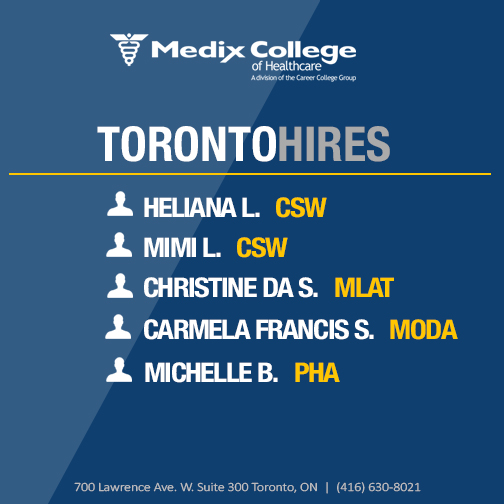 Medix College
of Healthcare
A division of the Career College Group
TORONTOHIRES
HELIANA L. CSW
MIMI L. CSW
CHRISTINE DA S. MLAT
CARMELA FRANCIS S. MODA
MICHELLE B. PHA
700 Lawrence Ave. W. Suite 300 Toronto, ON | (416) 630-8021